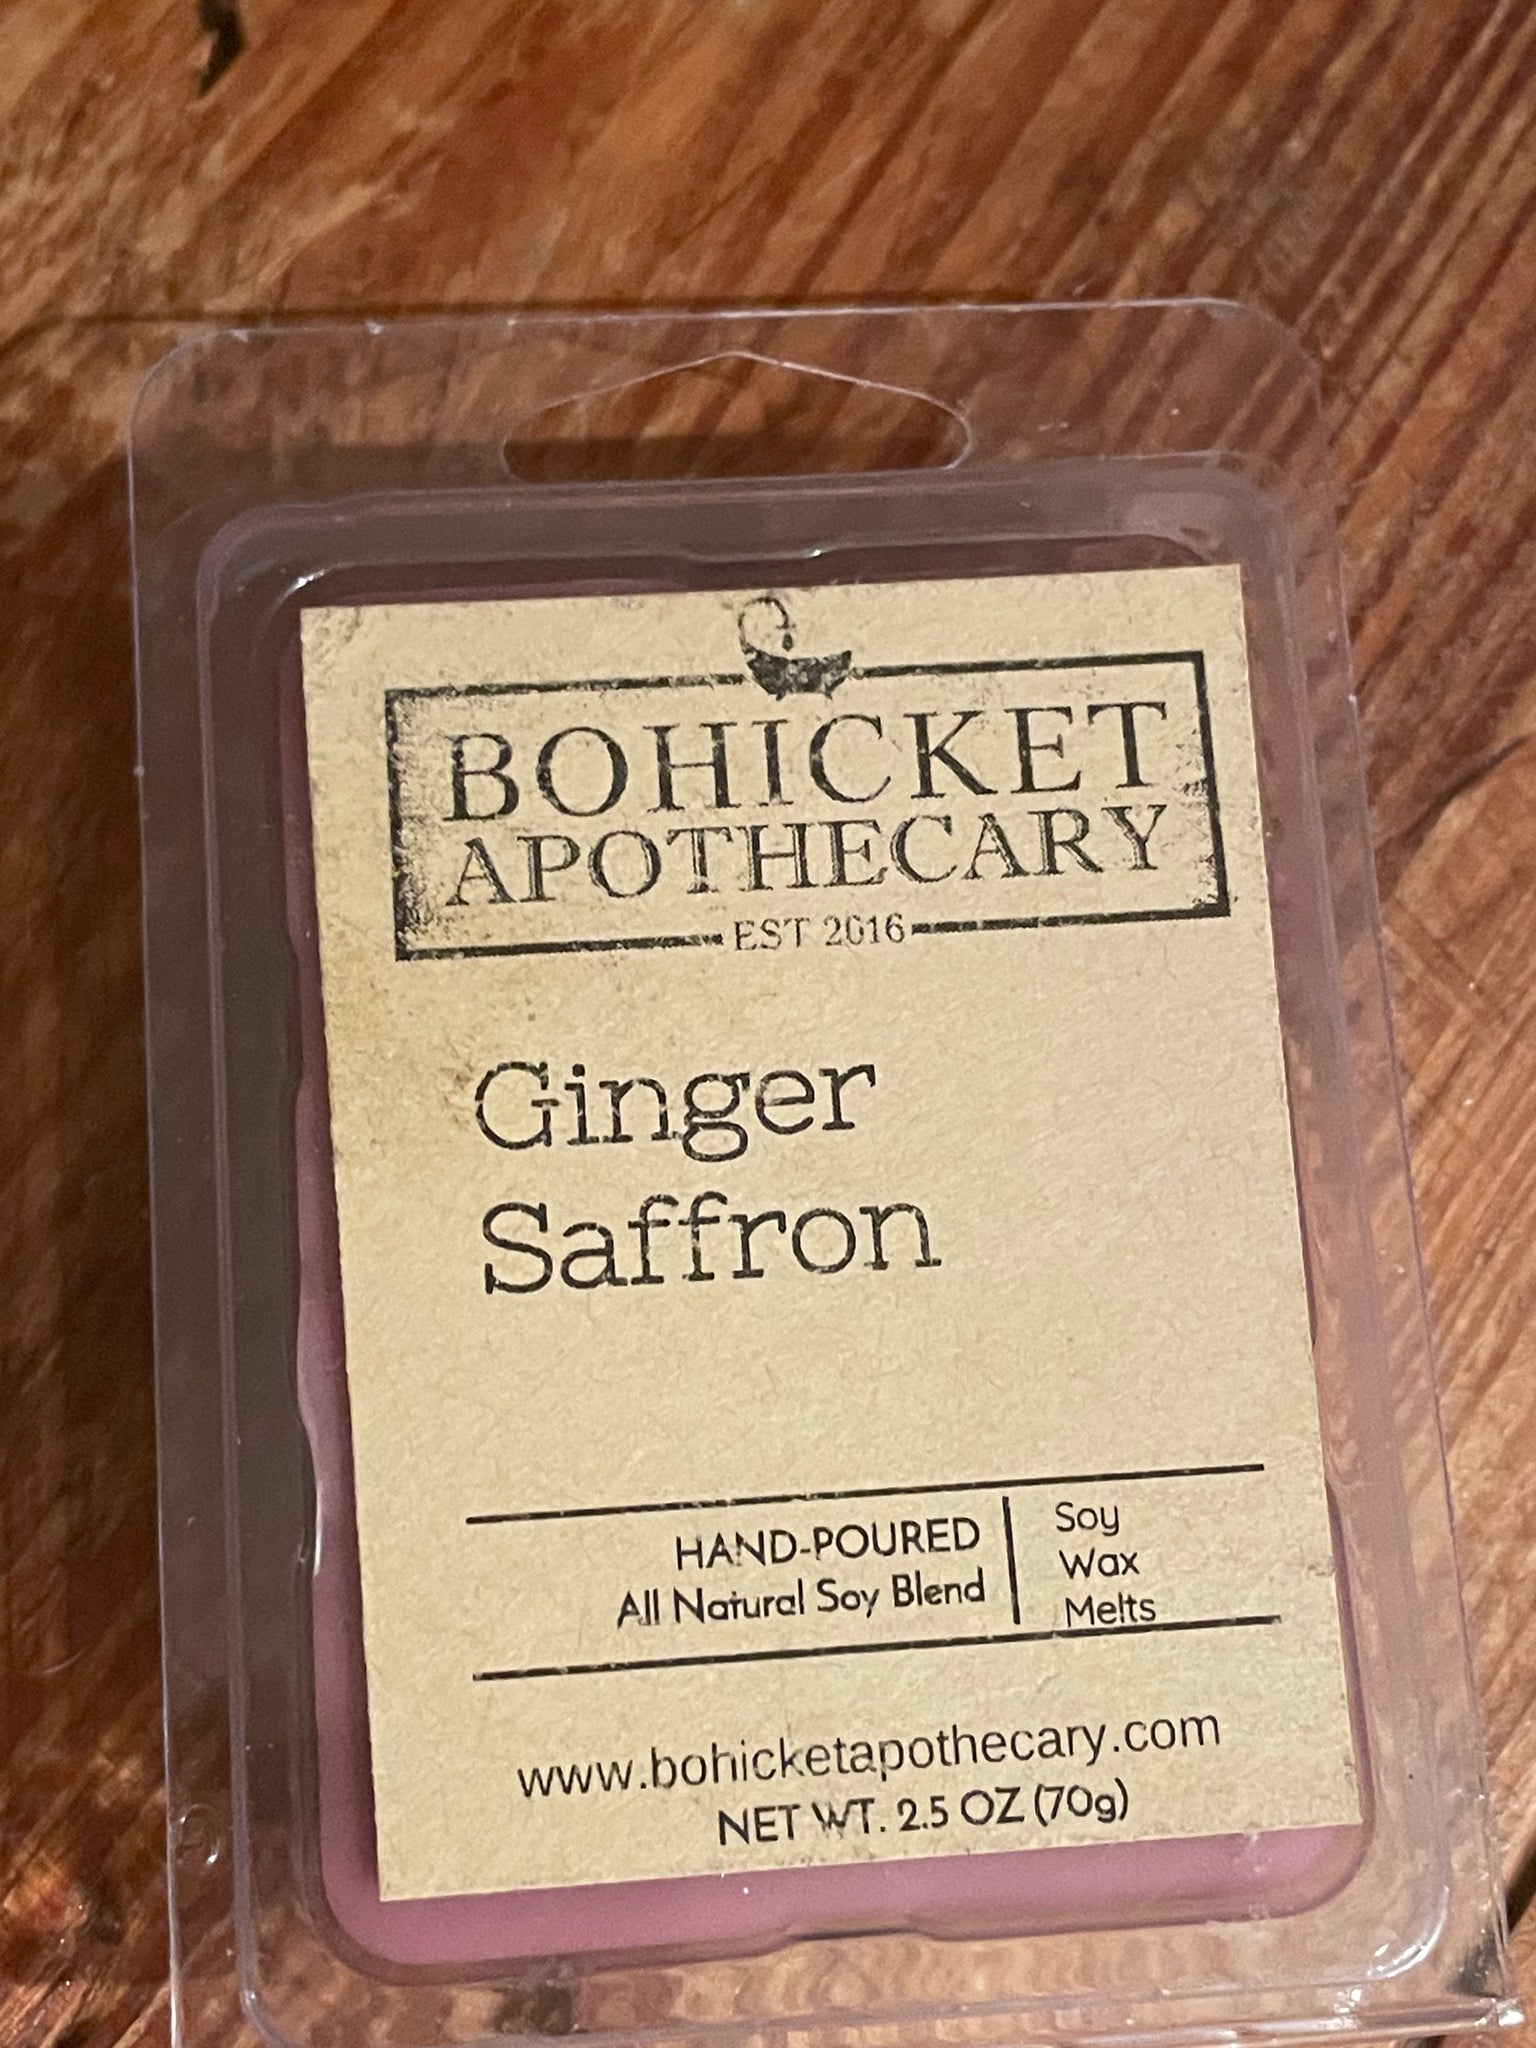 BOHICKET
APOTHECARY
EST 2016
Ginger
Saffron
HAND-POURED
All Natural Soy Blend
Soy
Wax
Melts
www.bohicketapothecary.com
NET WT. 2.5 OZ (70g)